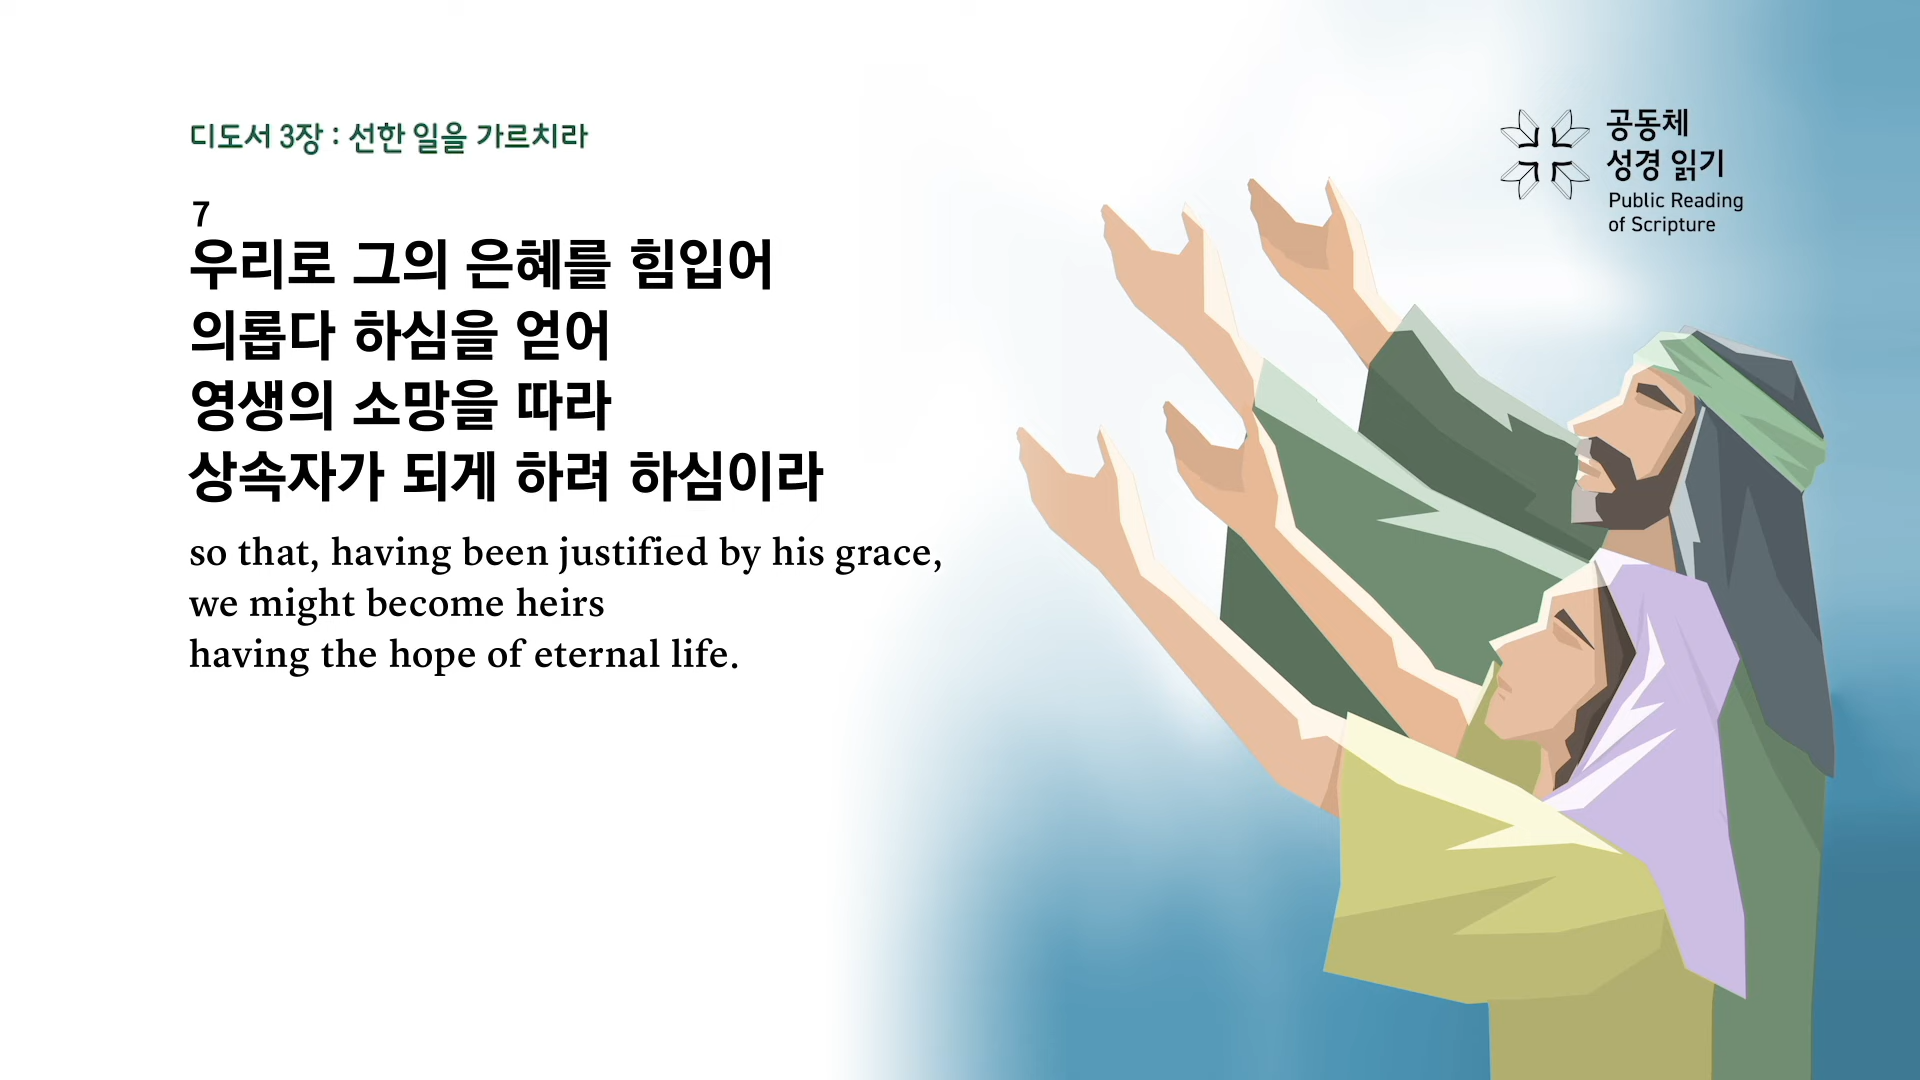 디도서 3장 : 선한 일을 가르치라
7
우리로 그의 은혜를 힘입어
의롭다 하심을 얻어
영생의 소망을 따라
상속자가 되게 하려 하심이라
so that, having been justified by his grace,
we might become heirs
having the hope of eternal life.
공동체
성경 읽기
Public Reading
of Scripture